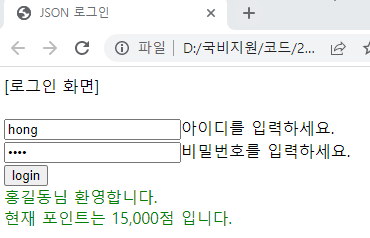 JSON 로그인
파일 D:/국비지원/코드/2...
[로그인 화면]
hong 아이디를 입력하세요.
•••• 비밀번호를 입력하세요.
login
홍길동님 환영합니다.
현재 포인트는 15,000점 입니다.